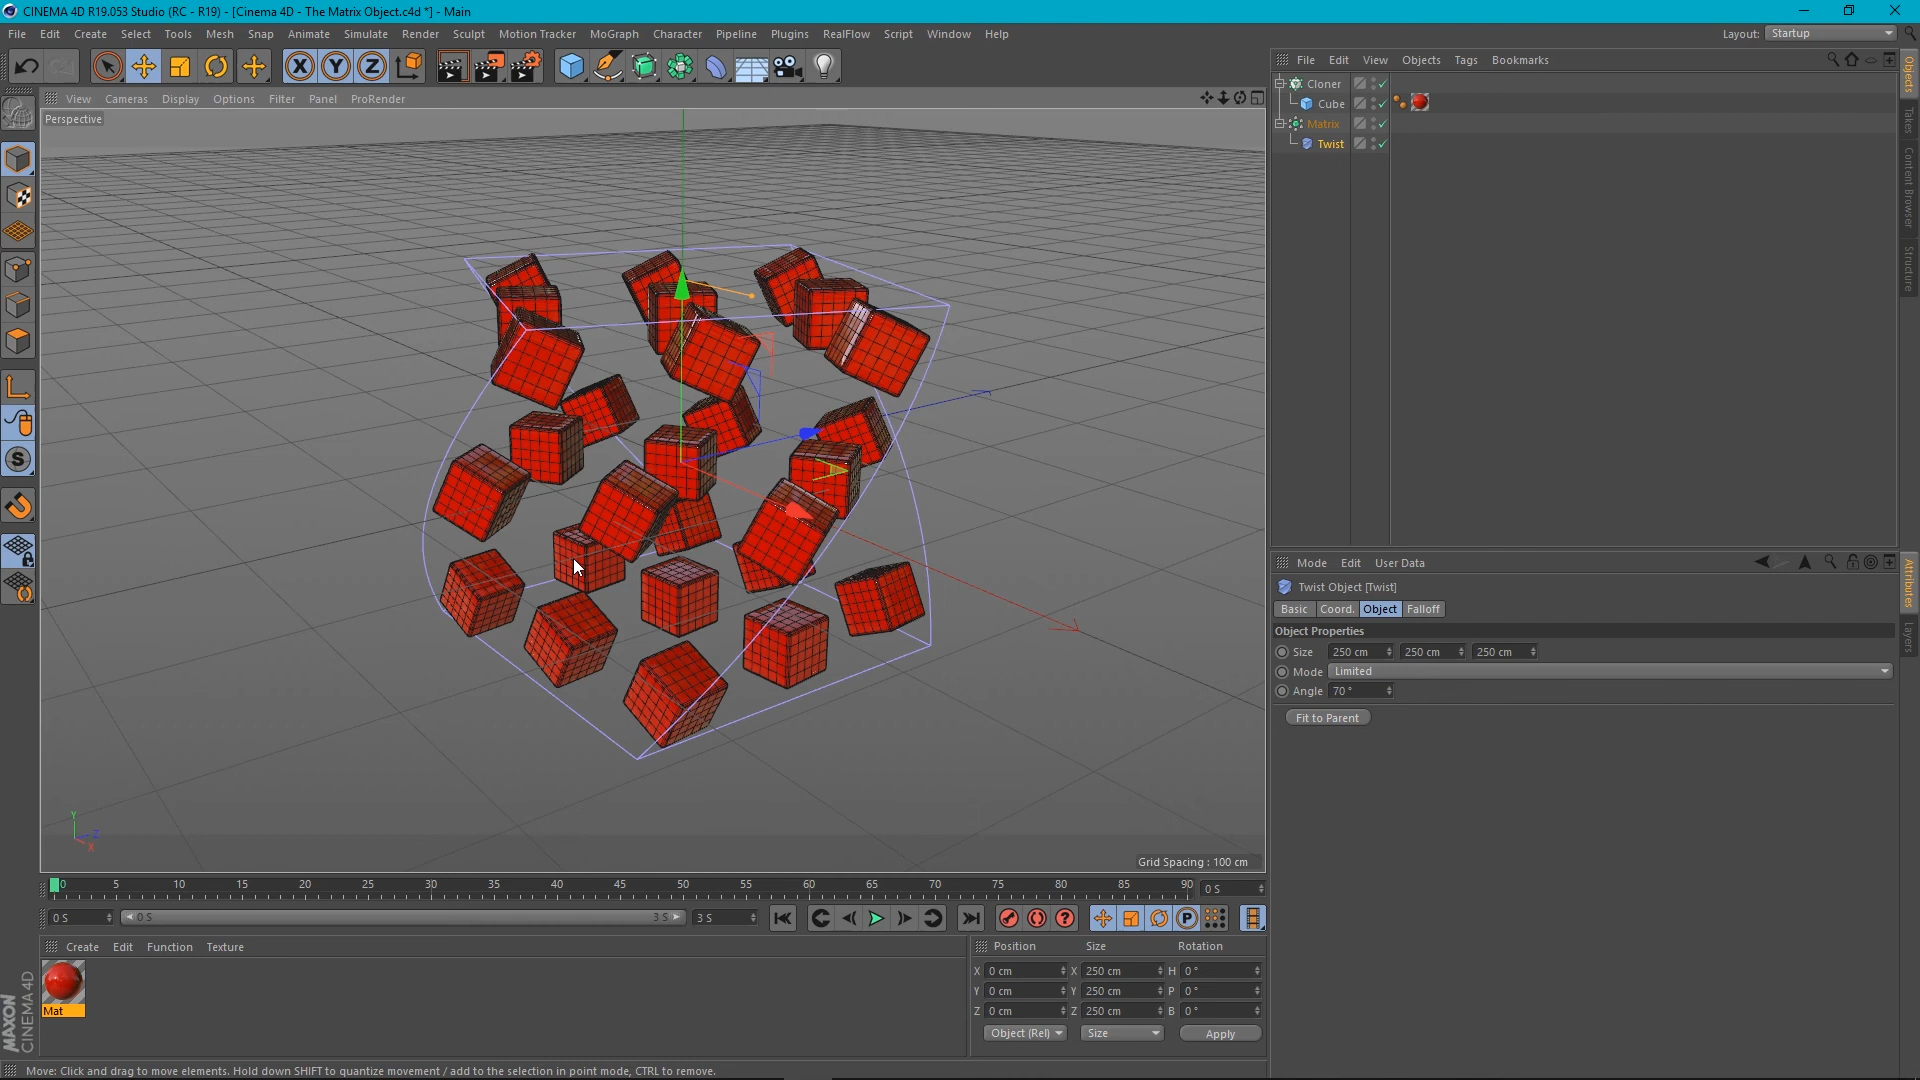 CINEMA 4D R19.053 Studio (RC - R19) - [Cinema 4D - The Matrix Object.c4d *] - Main
File Edit Create Select Tools Mesh Snap Animate Simulate Render Sculpt Motion Tracker MoGraph Character Pipeline Plugins RealFlow Script Window Help
Layout: Startup
X Y Z
View Cameras Display Options Filter Panel ProRender
Perspective
Grid Spacing : 100 cm
Y
Z
X
S
File Edit View Objects Tags Bookmarks
Cloner
Cube
Matrix
Twist
Objects
Takes
Content Browser
Structure
Mode Edit User Data
Twist Object [Twist]
Basic Coord. Object Falloff
Object Properties
Size 250 cm 250 cm 250 cm
Mode Limited
Angle 70 °
Fit to Parent
Attributes
Layers
0 5 10 15 20 25 30 35 40 45 50 55 60 65 70 75 80 85 90 0 S
0 S 0 S 3 S 3 S
P
Create Edit Function Texture
Mat
Position Size Rotation
X 0 cm X 250 cm H 0 °
Y 0 cm Y 250 cm P 0 °
Z 0 cm Z 250 cm B 0 °
Object (Rel) Size Apply
MAXON
CINEMA 4D
Move: Click and drag to move elements. Hold down SHIFT to quantize movement / add to the selection in point mode, CTRL to remove.